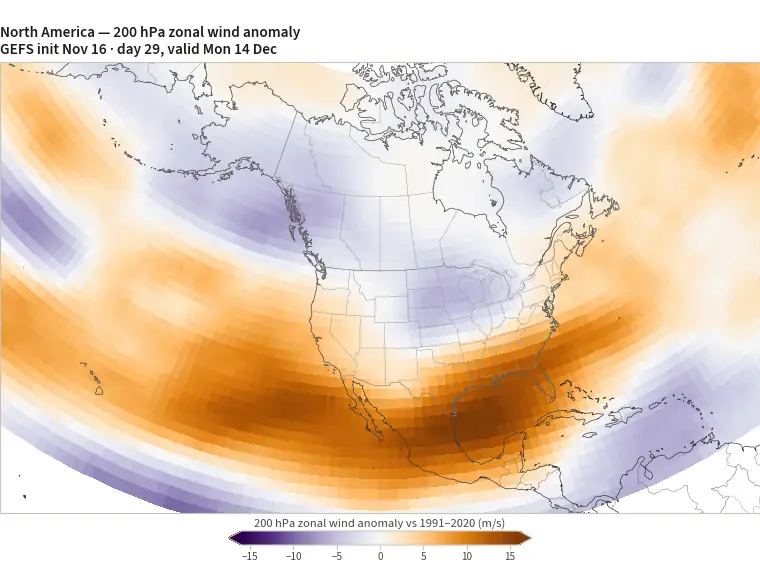 North America — 200 hPa zonal wind anomaly
GEFS init Nov 16 · day 29, valid Mon 14 Dec
200 hPa zonal wind anomaly vs 1991–2020 (m/s)
−15 −10 −5 0 5 10 15